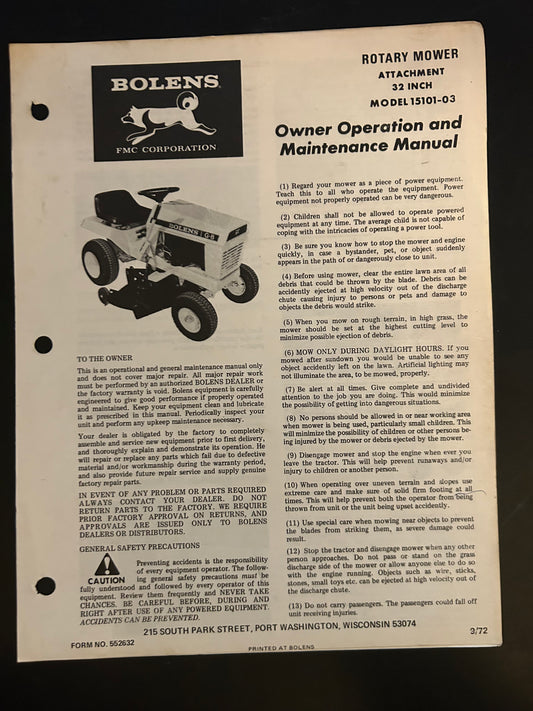 BOLENS
FMC CORPORATION
ROTARY MOWER
ATTACHMENT
32 INCH
MODEL 15101-03
Owner Operation and
Maintenance Manual
BOLENS G-8
TO THE OWNER
This is an operational and general maintenance manual only
and does not cover major repair. All major repair work
must be performed by an authorized BOLENS DEALER or
the factory warranty is void. Bolens equipment is carefully
engineered to give good performance if properly operated
and maintained. Keep your equipment clean and lubricate
it as prescribed in this manual. Periodically inspect your
unit and perform any upkeep maintenance necessary.
Your dealer is obligated by the factory to completely
assemble and service new equipment prior to first delivery,
and thoroughly explain and demonstrate its operation. He
will repair or replace any parts which fail due to defective
material and/or workmanship during the warranty period,
and also provide future repair service and supply genuine
factory repair parts.
IN EVENT OF ANY PROBLEM OR PARTS REQUIRED
ALWAYS CONTACT YOUR DEALER. DO NOT
RETURN PARTS TO THE FACTORY. WE REQUIRE
PRIOR FACTORY APPROVAL ON RETURNS, AND
APPROVALS ARE ISSUED ONLY TO BOLENS
DEALERS OR DISTRIBUTORS.
GENERAL SAFETY PRECAUTIONS
CAUTION
Preventing accidents is the responsibility
of every equipment operator. The follow-
ing general safety precautions must be
fully understood and followed by every operator of this
equipment. Review them frequently and NEVER TAKE
CHANCES. BE CAREFUL BEFORE, DURING AND
RIGHT AFTER USE OF ANY POWERED EQUIPMENT.
ACCIDENTS CAN BE PREVENTED.
(1) Regard your mower as a piece of power equipment.
Teach this to all who operate the equipment. Power
equipment not properly operated can be very dangerous.
(2) Children shall not be allowed to operate powered
equipment at any time. The average child is not capable of
coping with the intricacies of operating a power tool.
(3) Be sure you know how to stop the mower and engine
quickly, in case a bystander, pet, or object suddenly
appears in the path of or dangerously close to unit.
(4) Before using mower, clear the entire lawn area of all
debris that could be thrown by the blade. Debris can be
accidently ejected at high velocity out of the discharge
chute causing injury to persons or pets and damage to
objects the debris would strike.
(5) When you mow on rough terrain, in high grass, the
mower should be set at the highest cutting level to
minimize possible ejection of debris.
(6) MOW ONLY DURING DAYLIGHT HOURS. If you
mowed after sundown you would be unable to see any
object accidently left on the lawn. Artificial lighting may
not illuminate the area, to be mowed, properly.
(7) Be alert at all times. Give complete and undivided
attention to the job you are doing. This would minimize
the possibility of getting into dangerous situations.
(8) No persons should be allowed in or near working area
when mower is being used, particularly small children. This
will minimize the possibility of children or other persons be-
ing injured by the mower or debris ejected by the mower.
(9) Disengage mower and stop the engine when ever you
leave the tractor. This will help prevent runaways and/or
injury to children or another person.
(10) When operating over uneven terrain and slopes use
extreme care and make sure of solid firm footing at all
times. This will help prevent both the operator from being
thrown from unit or the unit being upset accidently.
(11) Use special care when mowing near objects to prevent
the blades from striking them, as severe damage could
result.
(12) Stop the tractor and disengage mower when any other
person approaches. Do not pass or stand on the grass
discharge side of the mower or allow anyone else to do so
with the engine running. Objects such as wire, sticks,
stones, small toys etc. can be ejected at high velocity out of
the discharge chute.
(13) Do not carry passengers. The passengers could fall off
unit receiving injuries.
215 SOUTH PARK STREET, PORT WASHINGTON, WISCONSIN 53074
FORM NO. 552632
PRINTED AT BOLENS
9/72